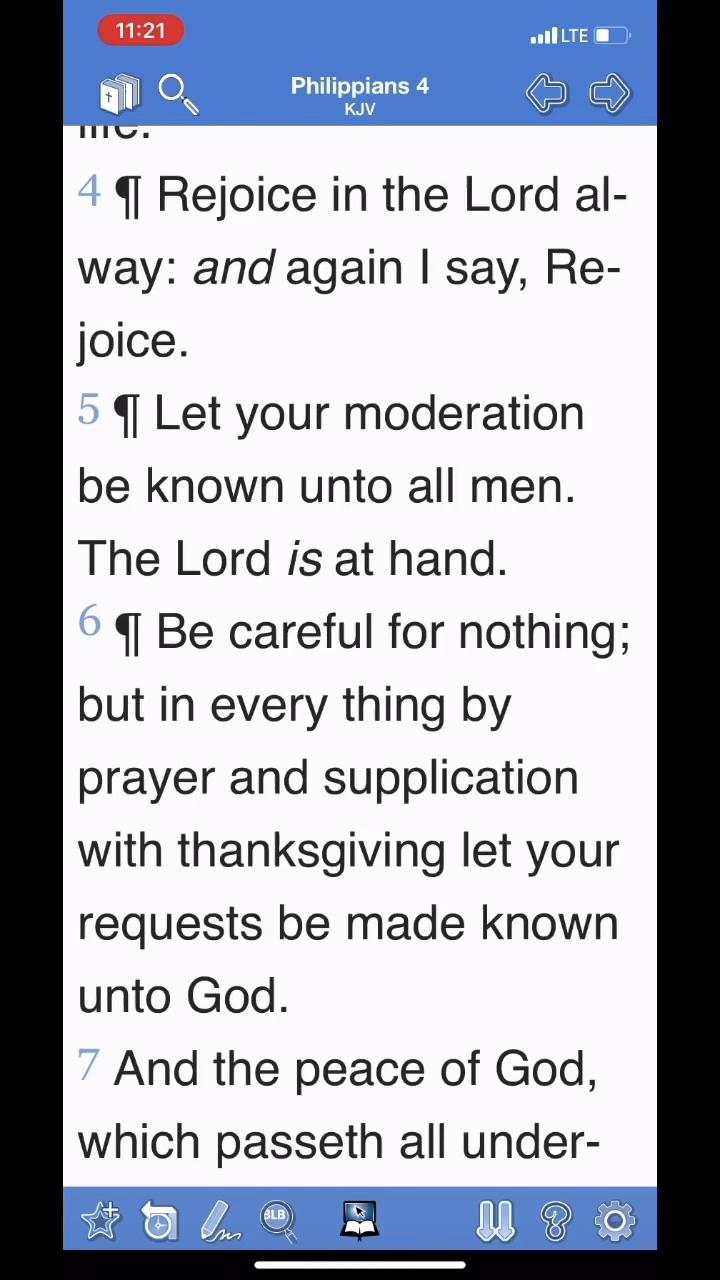 11:21
LTE
Philippians 4
KJV
life.
4 ¶ Rejoice in the Lord al-
way: and again I say, Re-
joice.
5 ¶ Let your moderation
be known unto all men.
The Lord is at hand.
6 ¶ Be careful for nothing;
but in every thing by
prayer and supplication
with thanksgiving let your
requests be made known
unto God.
7 And the peace of God,
which passeth all under-
BLB